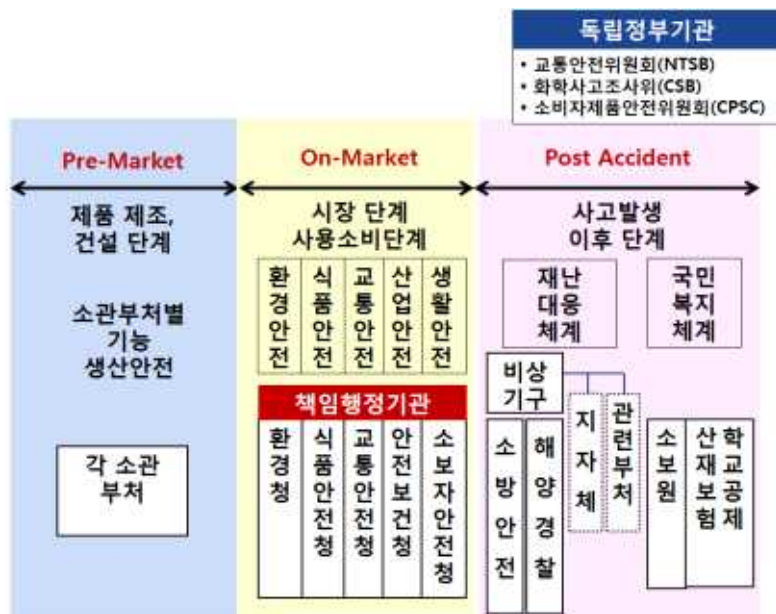 독립정부기관
• 교통안전위원회(NTSB)
• 화학사고조사위(CSB)
• 소비자제품안전위원회(CPSC)
Pre-Market
On-Market
Post Accident
제품 제조,
건설 단계
시장 단계
사용소비단계
사고발생
이후 단계
소관부처별
기능
생산안전
환경안전
식품안전
교통안전
산업안전
생활안전
재난
대응
체계
국민
복지
체계
각 소관
부처
책임행정기관
환경청
식품안전청
교통안전청
안전보건청
소보자안전청
비상
기구
소방안전
해양경찰
지자체
관련부처
소보원
산재보험
학교공제